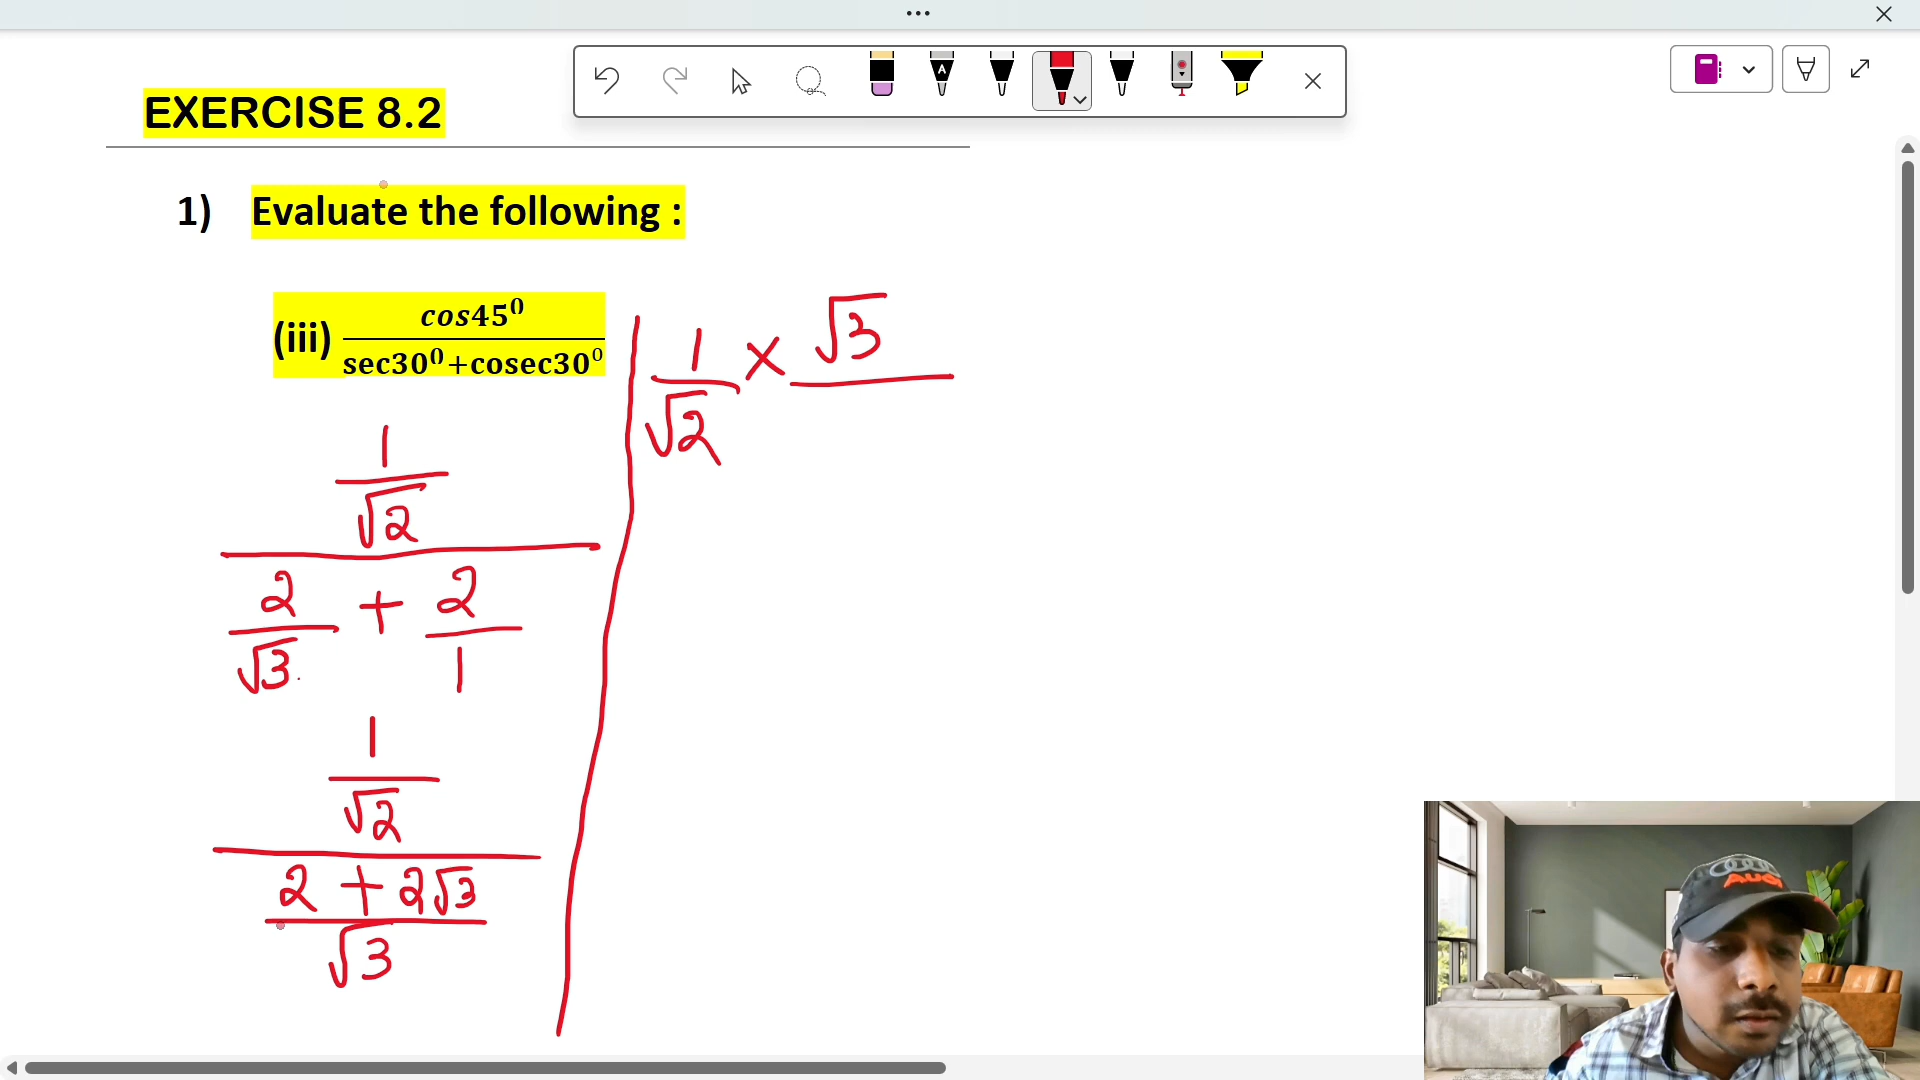 EXERCISE 8.2
1) Evaluate the following :
(iii) cos45⁰
sec30⁰+cosec30⁰
1
√2
2 + 2
√3 1
1
√2
2 + 2√3
√3
1 × √3
√2
A
AUDI